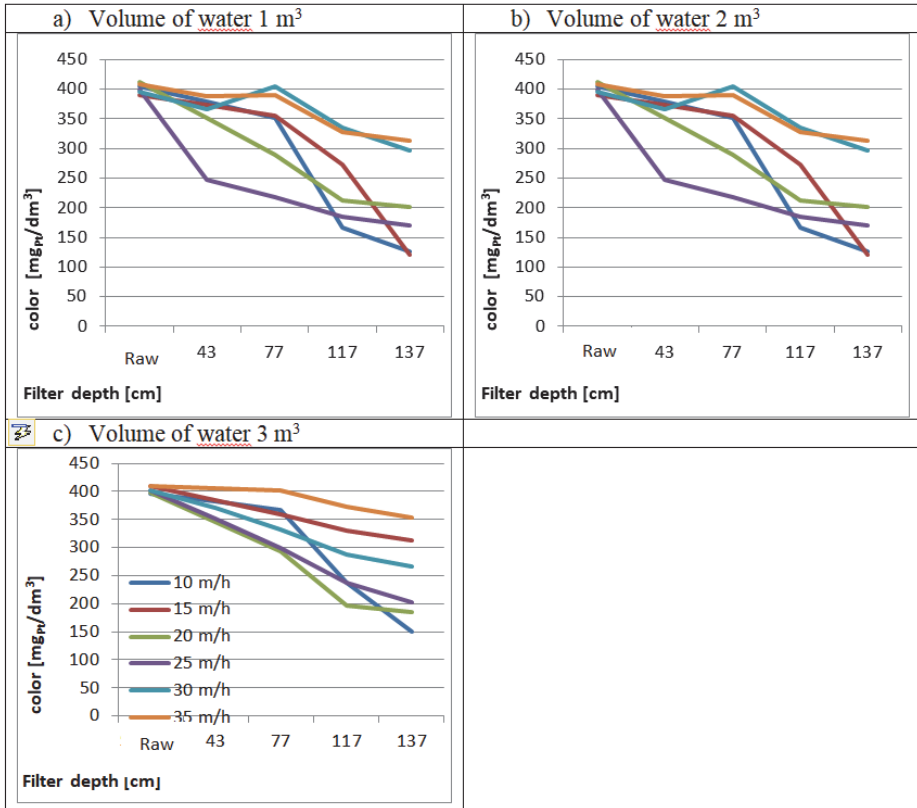 a) Volume of water 1 m³
450
400
350
300
250
200
150
100
50
0
color [mgPt/dm³]
Raw 43 77 117 137
Filter depth [cm]
b) Volume of water 2 m³
450
400
350
300
250
200
150
100
50
0
color [mgPt/dm³]
Raw 43 77 117 137
Filter depth [cm]
c) Volume of water 3 m³
450
400
350
300
250
200
150
100
50
0
color [mgPt/dm³]
10 m/h
15 m/h
20 m/h
25 m/h
30 m/h
35 m/h
Raw 43 77 117 137
Filter depth [cm]